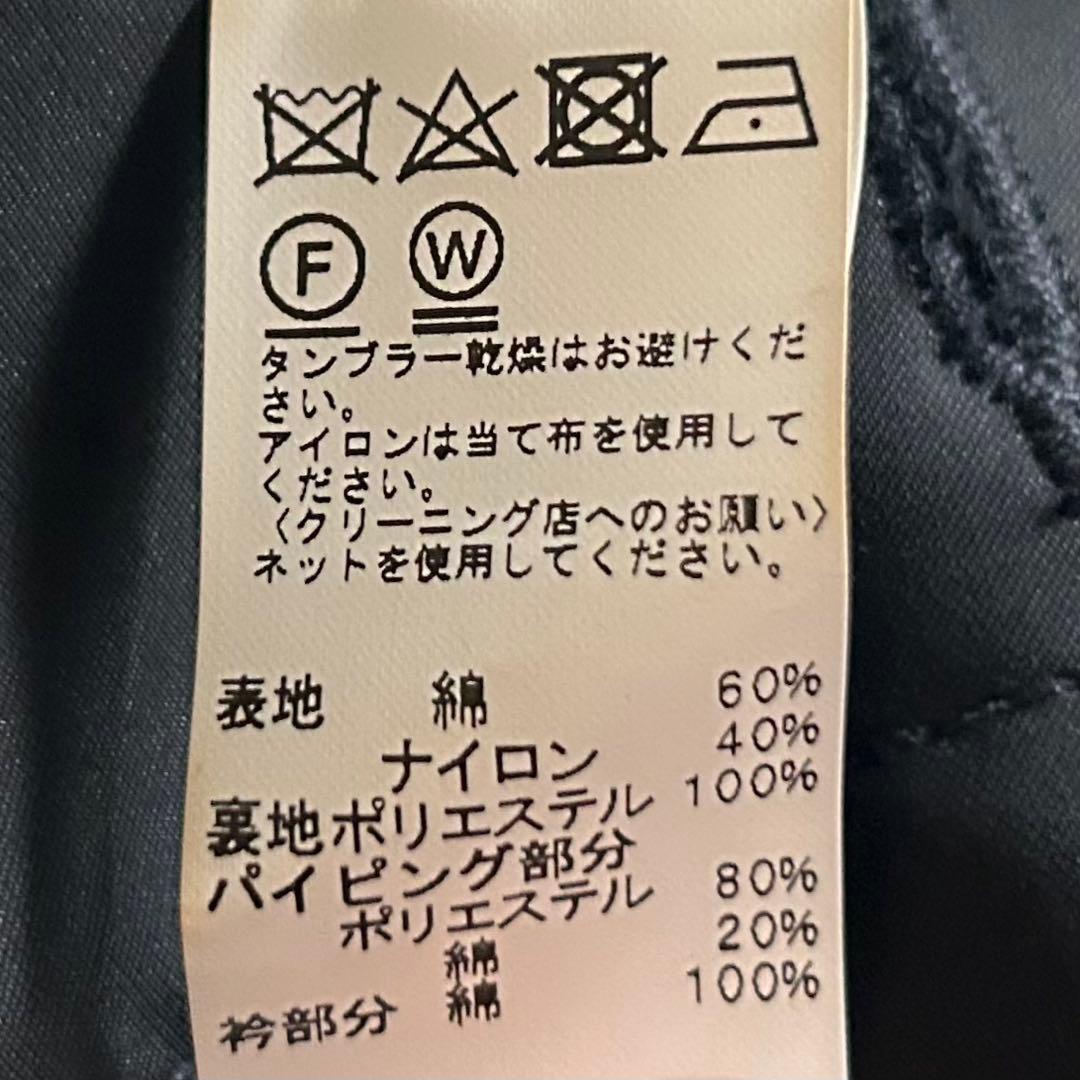 F W
タンブラー乾燥はお避けくだ
さい。
アイロンは当て布を使用して
ください。
〈クリーニング店へのお願い〉
ネットを使用してください。
表地 綿 60%
ナイロン 40%
裏地 ポリエステル 100%
パイピング部分
ポリエステル 80%
綿 20%
衿部分 綿 100%